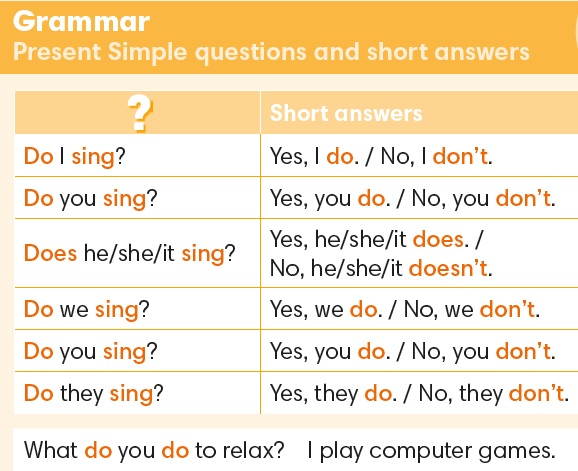 Grammar
Present Simple questions and short answers
? Short answers
Do I sing? Yes, I do. / No, I don't.
Do you sing? Yes, you do. / No, you don't.
Does he/she/it sing? Yes, he/she/it does. /
No, he/she/it doesn't.
Do we sing? Yes, we do. / No, we don't.
Do you sing? Yes, you do. / No, you don't.
Do they sing? Yes, they do. / No, they don't.
What do you do to relax? I play computer games.